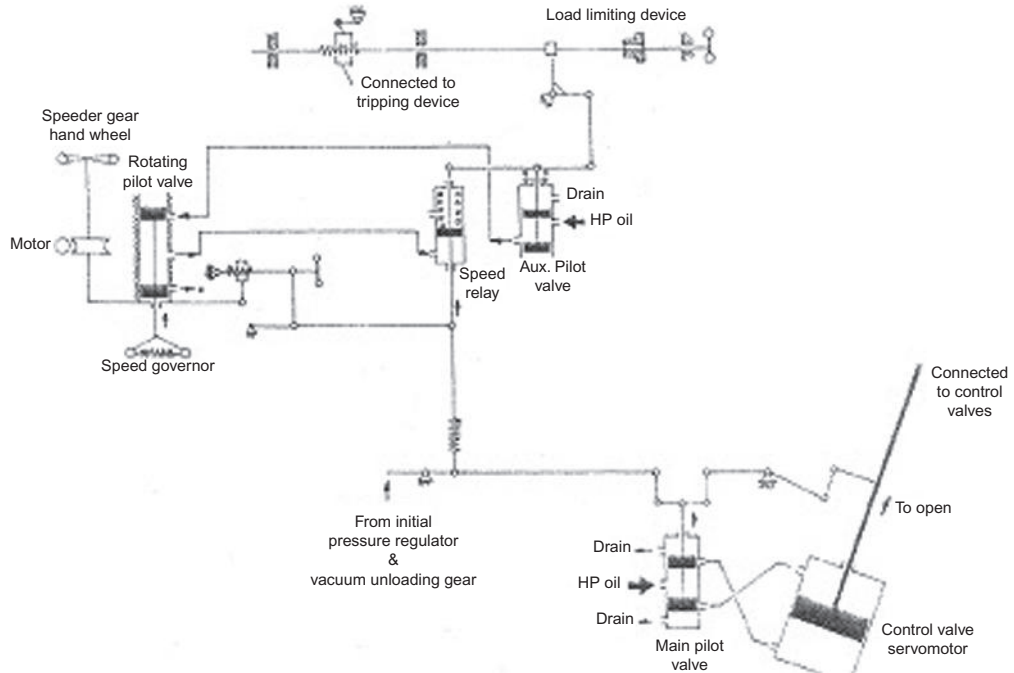 Load limiting device
Connected to
tripping device
Speeder gear
hand wheel
Rotating
pilot valve
Drain
HP oil
Motor
Aux. Pilot
valve
Speed
relay
Speed governor
Connected
to control
valves
To open
From initial
pressure regulator
&
vacuum unloading gear
Drain
HP oil
Drain
Main pilot
valve
Control valve
servomotor